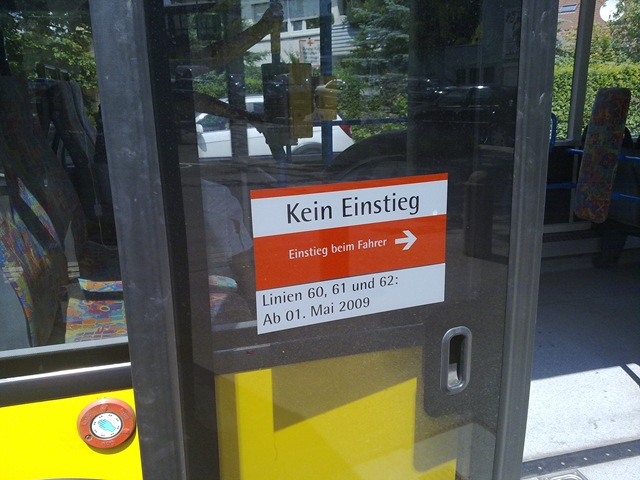 Kein Einstieg
Einstieg beim Fahrer
Linien 60, 61 und 62:
Ab 01. Mai 2009